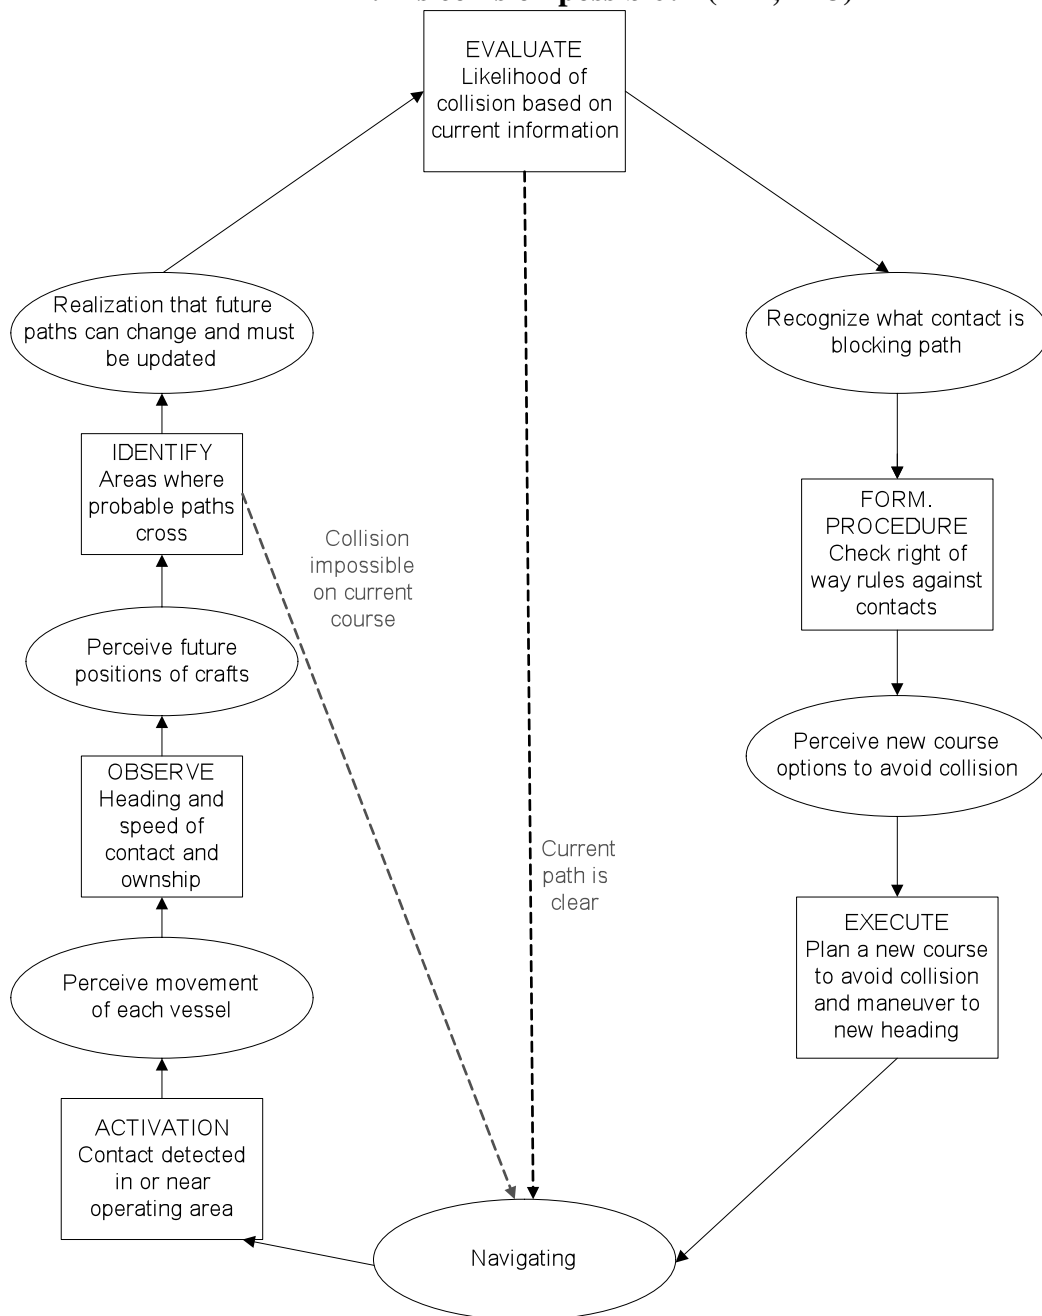 EVALUATE
Likelihood of
collision based on
current information
Realization that future
paths can change and must
be updated
Recognize what contact is
blocking path
IDENTIFY
Areas where
probable paths
cross
Collision
impossible
on current
course
FORM.
PROCEDURE
Check right of
way rules against
contacts
Perceive future
positions of crafts
Perceive new course
options to avoid collision
OBSERVE
Heading and
speed of
contact and
ownship
Current
path is
clear
EXECUTE
Plan a new course
to avoid collision
and maneuver to
new heading
Perceive movement
of each vessel
ACTIVATION
Contact detected
in or near
operating area
Navigating